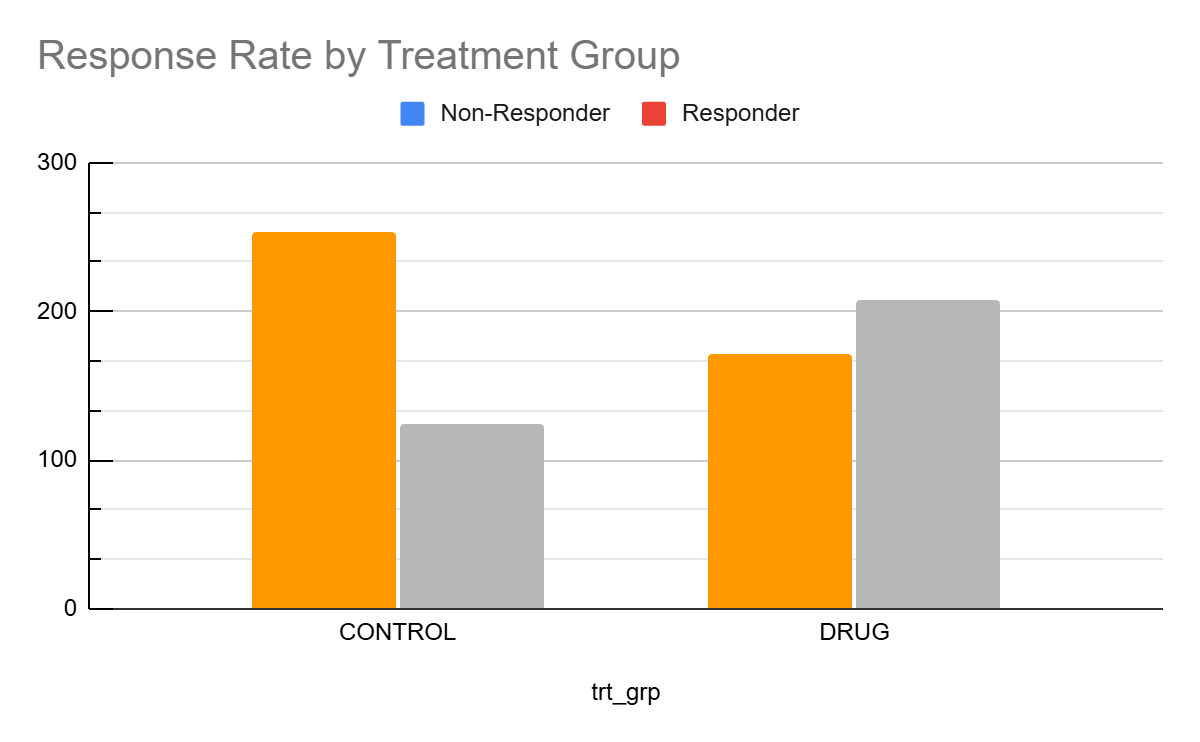 Response Rate by Treatment Group
Non-Responder Responder
300
200
100
0
CONTROL DRUG
trt_grp